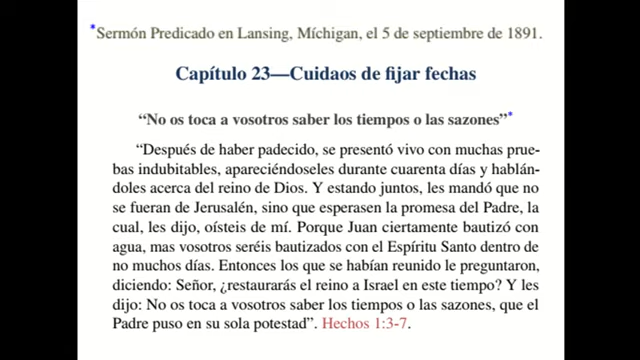 *Sermón Predicado en Lansing, Míchigan, el 5 de septiembre de 1891.
Capítulo 23—Cuidaos de fijar fechas
“No os toca a vosotros saber los tiempos o las sazones”*
“Después de haber padecido, se presentó vivo con muchas prue-
bas indubitables, apareciéndoseles durante cuarenta días y hablán-
doles acerca del reino de Dios. Y estando juntos, les mandó que no
se fueran de Jerusalén, sino que esperasen la promesa del Padre, la
cual, les dijo, oísteis de mí. Porque Juan ciertamente bautizó con
agua, mas vosotros seréis bautizados con el Espíritu Santo dentro de
no muchos días. Entonces los que se habían reunido le preguntaron,
diciendo: Señor, ¿restaurarás el reino a Israel en este tiempo? Y les
dijo: No os toca a vosotros saber los tiempos o las sazones, que el
Padre puso en su sola potestad”. Hechos 1:3-7.